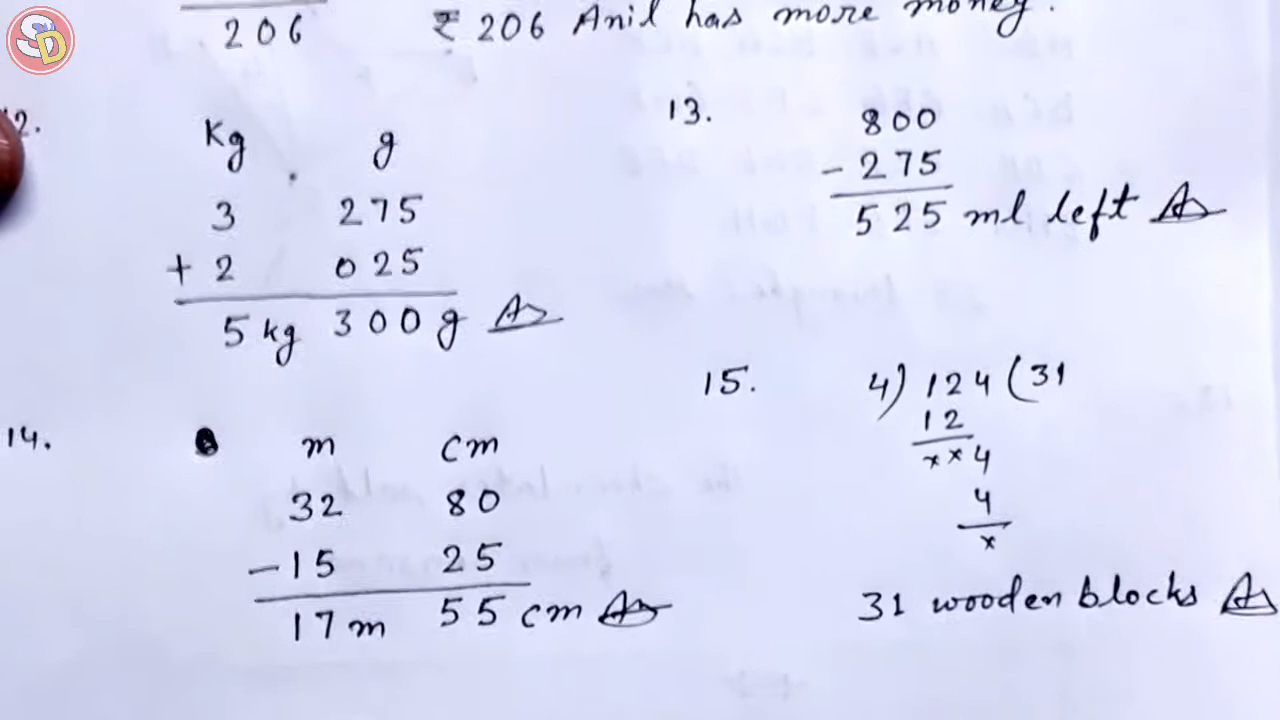 SD
206 ₹ 206 Anil has more money.
12.
Kg g
3 275
+ 2 025
5 kg 300 g Ans
13.
800
- 275
525 ml left Ans
14.
m cm
32 80
- 15 25
17 m 55 cm Ans
15.
4) 124 (31
12
x x 4
4
x
31 wooden blocks Ans